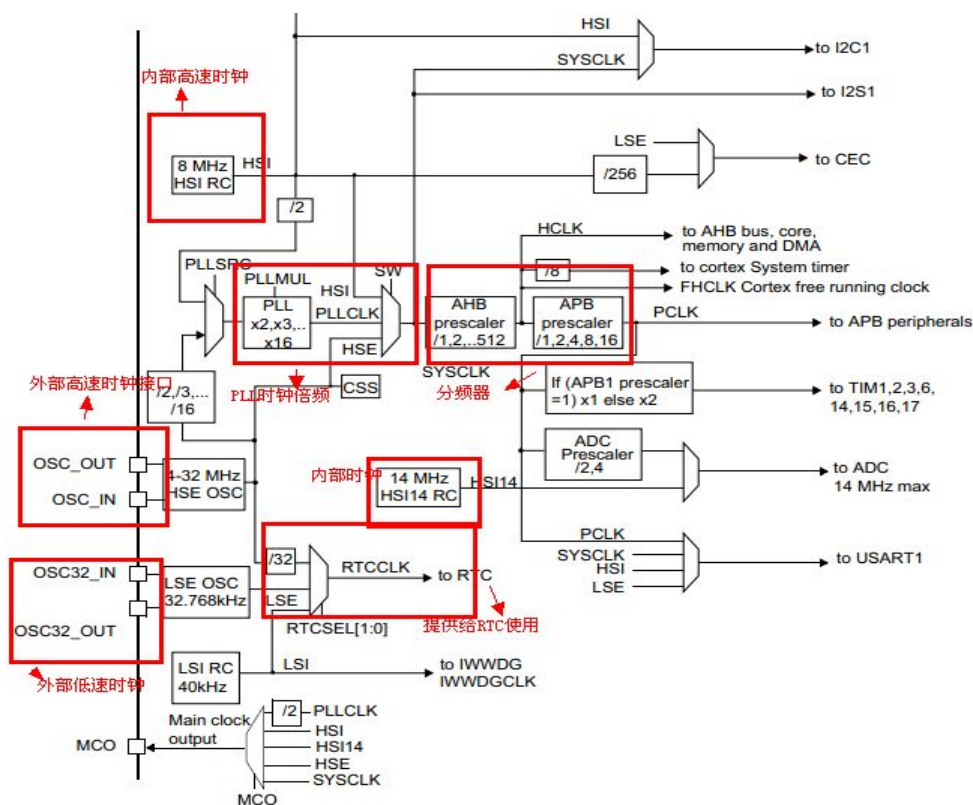 HSI
SYSCLK
to I2C1
to I2S1
内部高速时钟
8 MHz
HSI RC
HSI
LSE
/256
to CEC
/2
HCLK
to AHB bus, core,
memory and DMA
/8
to cortex System timer
FHCLK Cortex free running clock
PLLSRC
PLLMUL
PLL
x2,x3,..
x16
HSI
PLLCLK
HSE
SW
AHB
prescaler
/1,2,..512
APB
prescaler
/1,2,4,8,16
PCLK
to APB peripherals
SYSCLK
CSS
PLL时钟倍频
分频器
外部高速时钟接口
/2,/3,...
/16
If (APB1 prescaler
=1) x1 else x2
to TIM1,2,3,6,
14,15,16,17
OSC_OUT
OSC_IN
4-32 MHz
HSE OSC
内部时钟
14 MHz
HSI14 RC
HSI14
ADC
Prescaler
/2,4
to ADC
14 MHz max
PCLK
SYSCLK
HSI
LSE
to USART1
OSC32_IN
OSC32_OUT
LSE OSC
32.768kHz
/32
LSE
RTCCLK
to RTC
RTCSEL[1:0]
提供给RTC使用
外部低速时钟
LSI RC
40kHz
LSI
to IWWDG
IWWDGCLK
MCO
Main clock
output
/2
PLLCLK
HSI
HSI14
HSE
SYSCLK
MCO